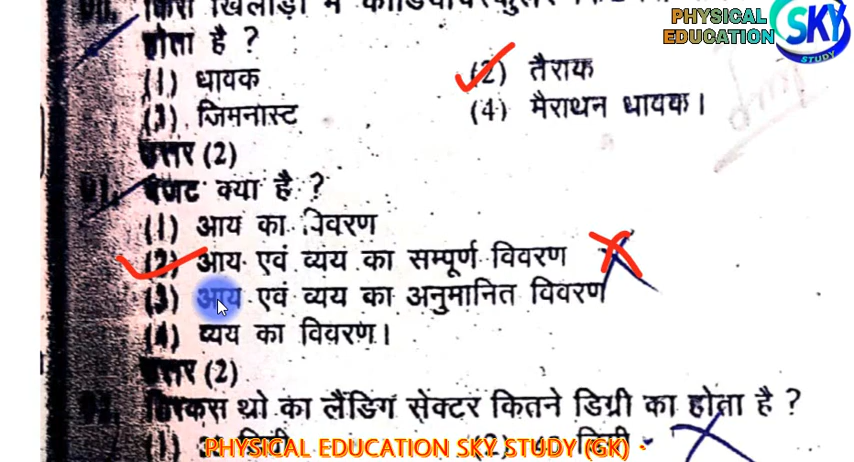 PHYSICAL
EDUCATION
SKY
STUDY
होता है ?
(1) धावक
(2) तैराक
(3) जिमनास्ट
(4) मैराथन धावक।
उत्तर (2)
91. बजट क्या है ?
(1) आय का विवरण
(2) आय एवं व्यय का सम्पूर्ण विवरण
(3) आय एवं व्यय का अनुमानित विवरण
(4) व्यय का विवरण।
उत्तर (2)
थ्रो का लैंडिग सेक्टर कितने डिग्री का होता है ?
PHYSICAL EDUCATION SKY STUDY (GK) -